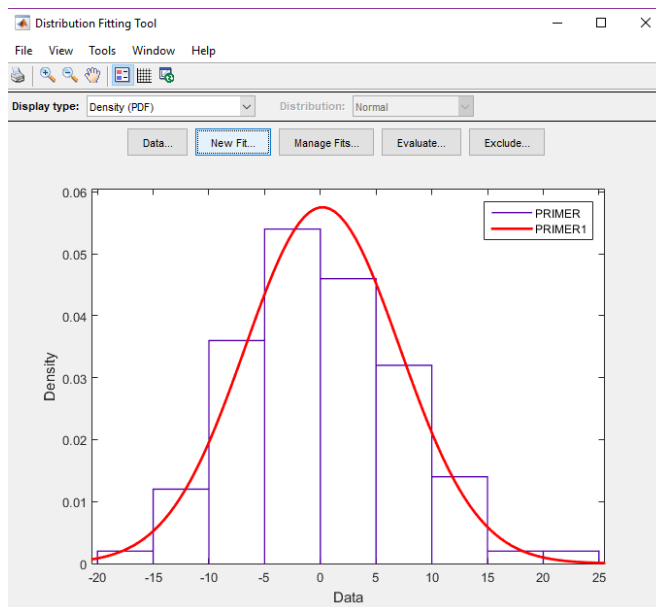 Distribution Fitting Tool
File View Tools Window Help
Display type: Density (PDF) Distribution: Normal
Data... New Fit... Manage Fits... Evaluate... Exclude...
PRIMER
PRIMER1
0.06
0.05
0.04
0.03
0.02
0.01
0
Density
-20 -15 -10 -5 0 5 10 15 20 25
Data